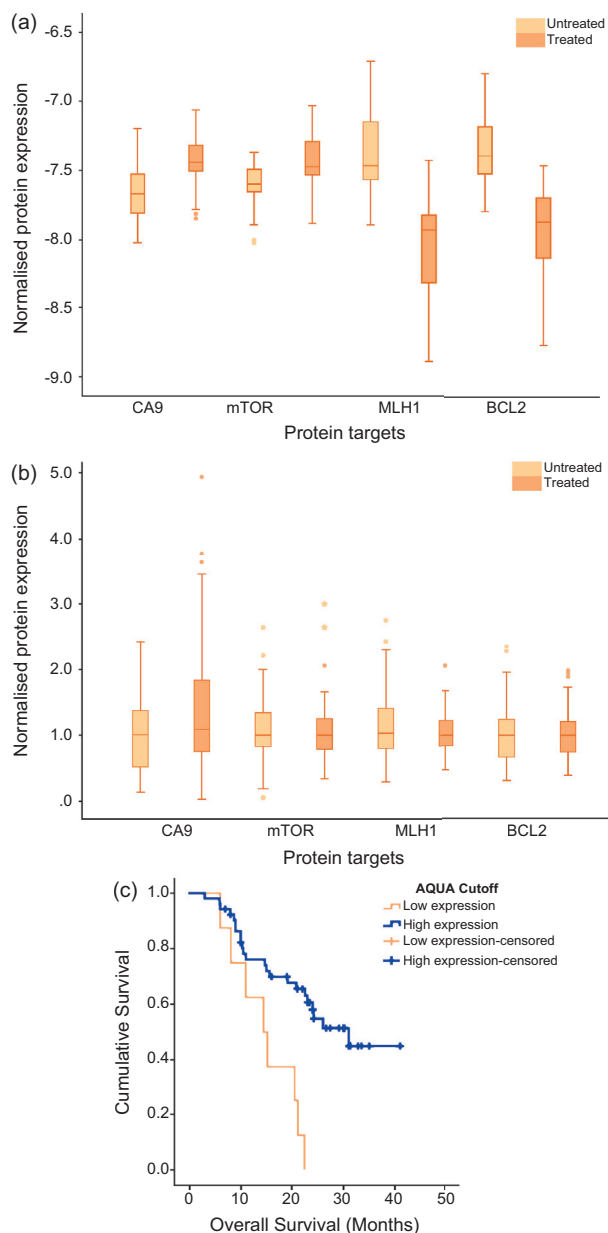 (a)
Untreated
Treated
Normalised protein expression
-6.5
-7.0
-7.5
-8.0
-8.5
-9.0
CA9 mTOR MLH1 BCL2
Protein targets
(b)
Untreated
Treated
Normalised protein expression
5.0
4.0
3.0
2.0
1.0
.0
CA9 mTOR MLH1 BCL2
Protein targets
(c)
AQUA Cutoff
Low expression
High expression
Low expression-censored
High expression-censored
Cumulative Survival
1.0
0.8
0.6
0.4
0.2
0.0
0 10 20 30 40 50
Overall Survival (Months)